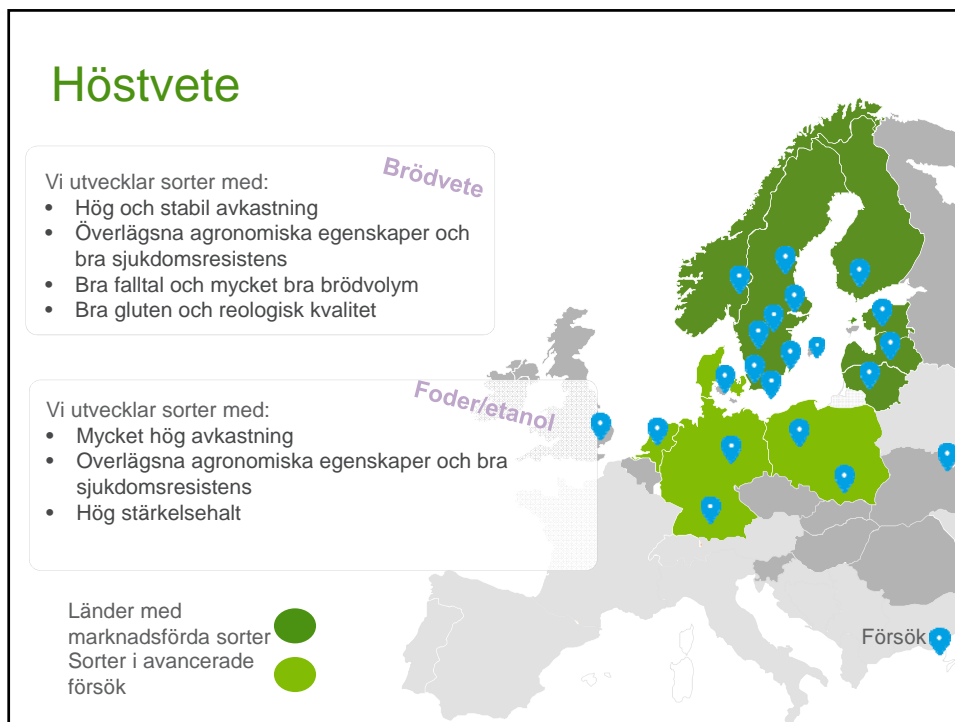 Höstvete
Brödvete
Vi utvecklar sorter med:
• Hög och stabil avkastning
• Överlägsna agronomiska egenskaper och
bra sjukdomsresistens
• Bra falltal och mycket bra brödvolym
• Bra gluten och reologisk kvalitet
Foder/etanol
Vi utvecklar sorter med:
• Mycket hög avkastning
• Overlägsna agronomiska egenskaper och bra
sjukdomsresistens
• Hög stärkelsehalt
Länder med
marknadsförda sorter
Sorter i avancerade
försök
Försök